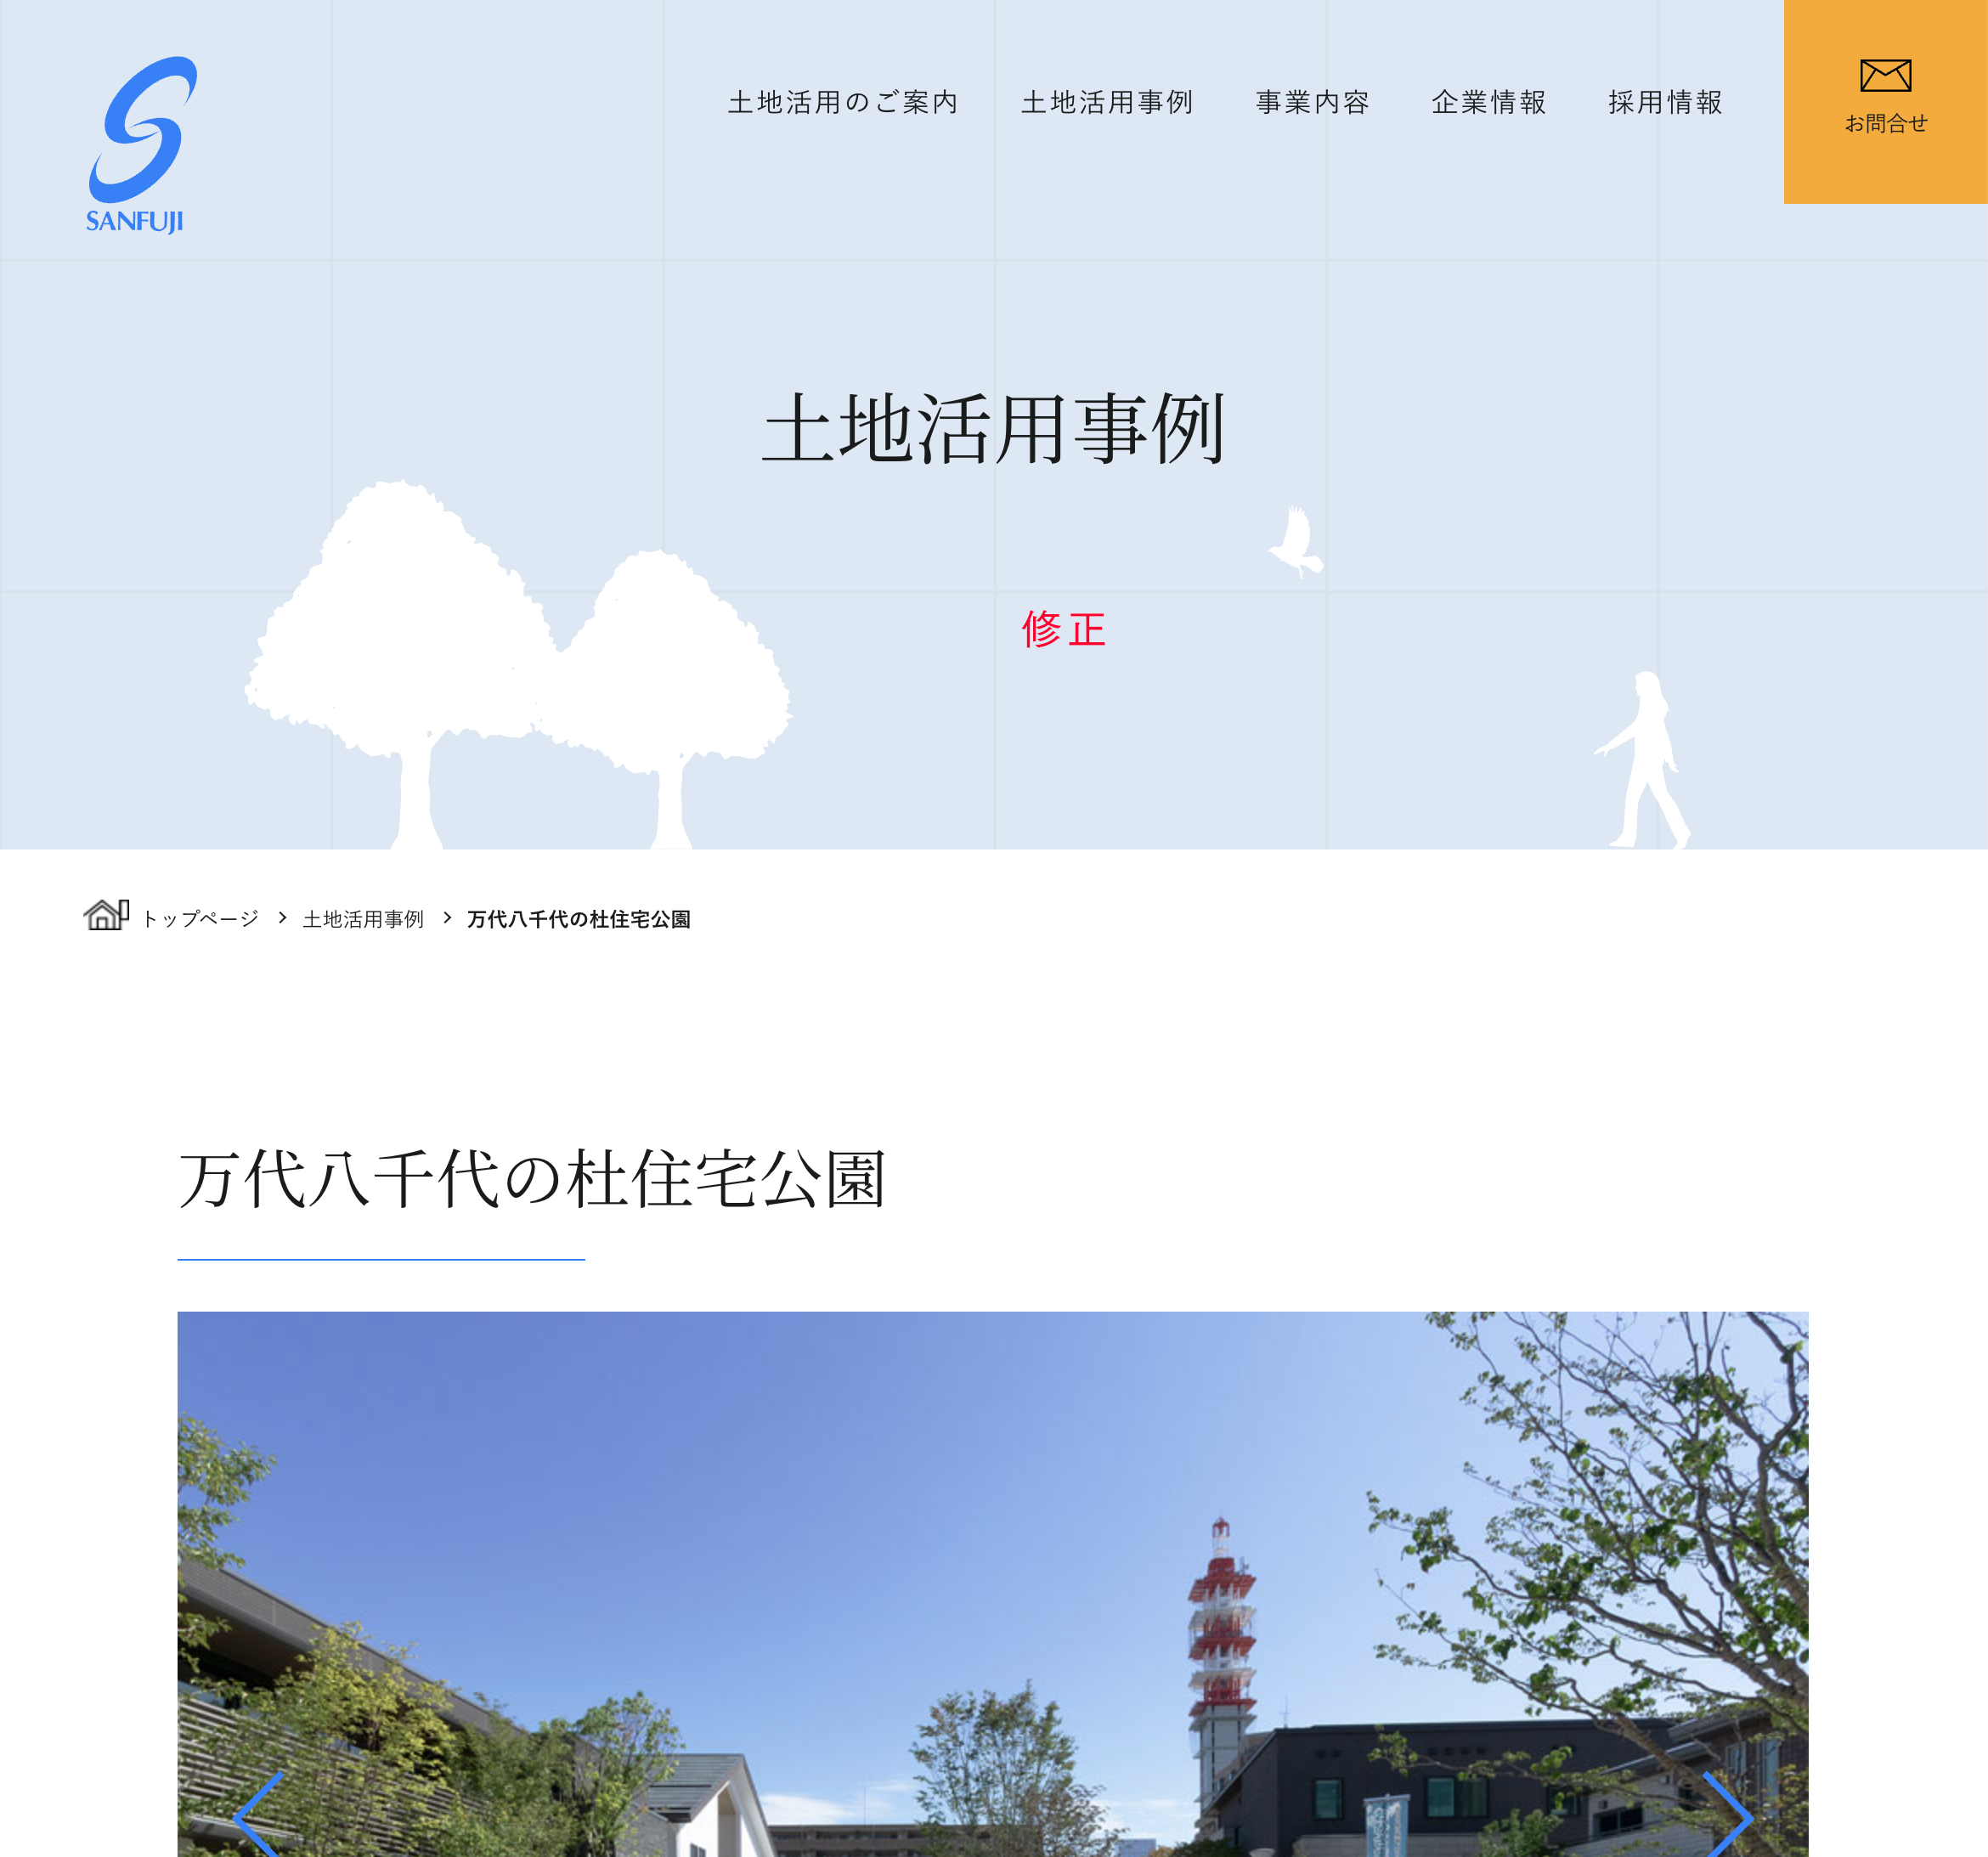 SANFUJI
土地活用のご案内
土地活用事例
事業内容
企業情報
採用情報
お問合せ
土地活用事例
修正
トップページ
土地活用事例
万代八千代の杜住宅公園
万代八千代の杜住宅公園